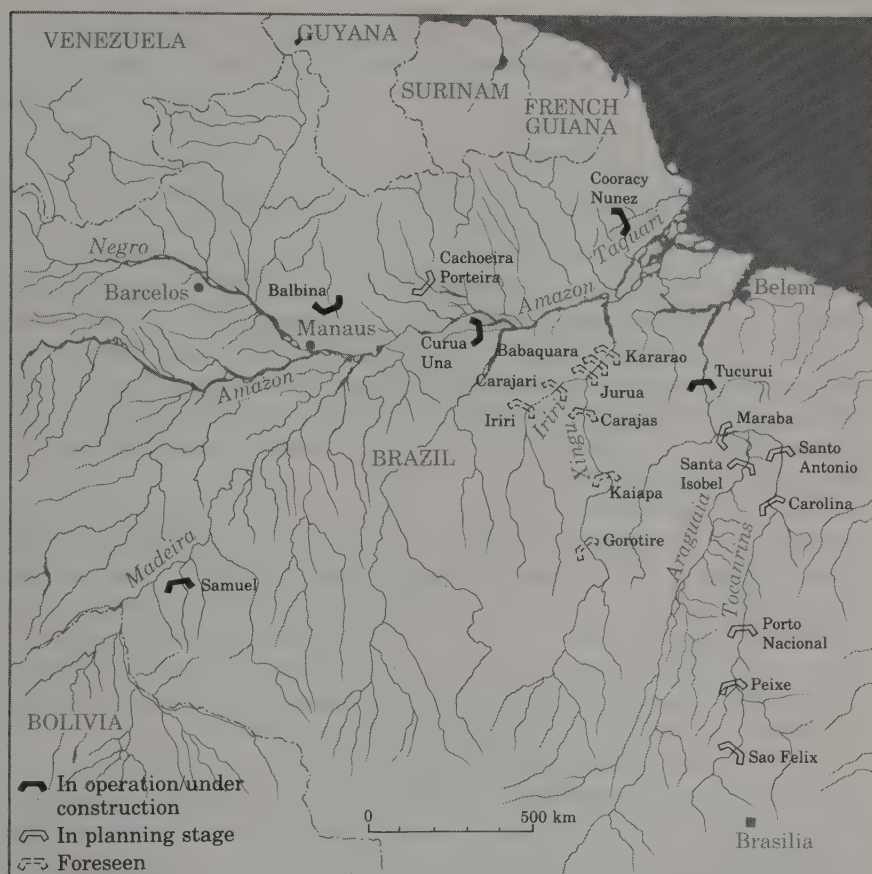 VENEZUELA
GUYANA
SURINAM
FRENCH
GUIANA
Cooracy
Nunez
Taquari
Negro
Barcelos
Balbina
Cachoeira
Porteira
Amazon
Belem
Manaus
Curua
Una
Babaquara
Kararao
Tucurui
Amazon
Carajari
Jurua
Iriri
Iriri
Carajas
Maraba
BRAZIL
Xingu
Santa
Isobel
Santo
Antonio
Kaiapa
Carolina
Gorotire
Araguaia
Tocanrins
Madeira
Samuel
Porto
Nacional
Peixe
BOLIVIA
Sao Felix
In operation/under
construction
In planning stage
Foreseen
0 500 km
Brasilia